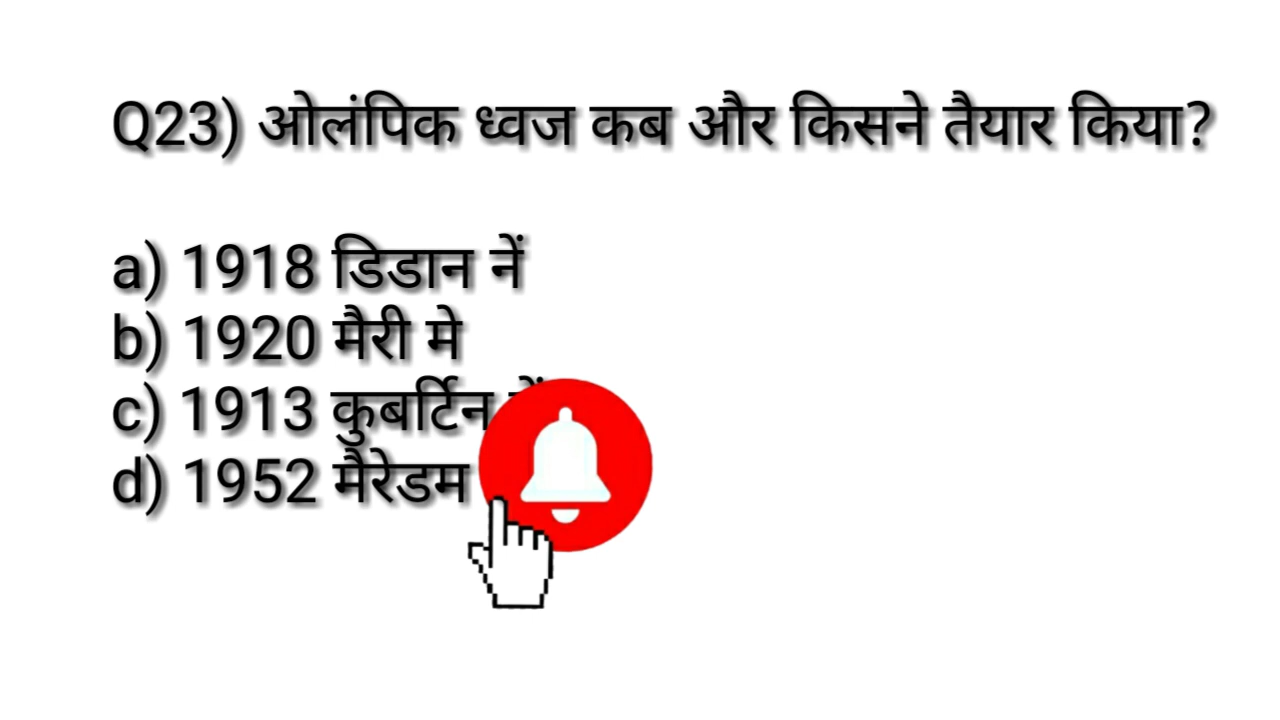 Q23) ओलंपिक ध्वज कब और किसने तैयार किया?
a) 1918 डिडान नें
b) 1920 मैरी मे
c) 1913 कुबर्टिन
d) 1952 मैरेडम